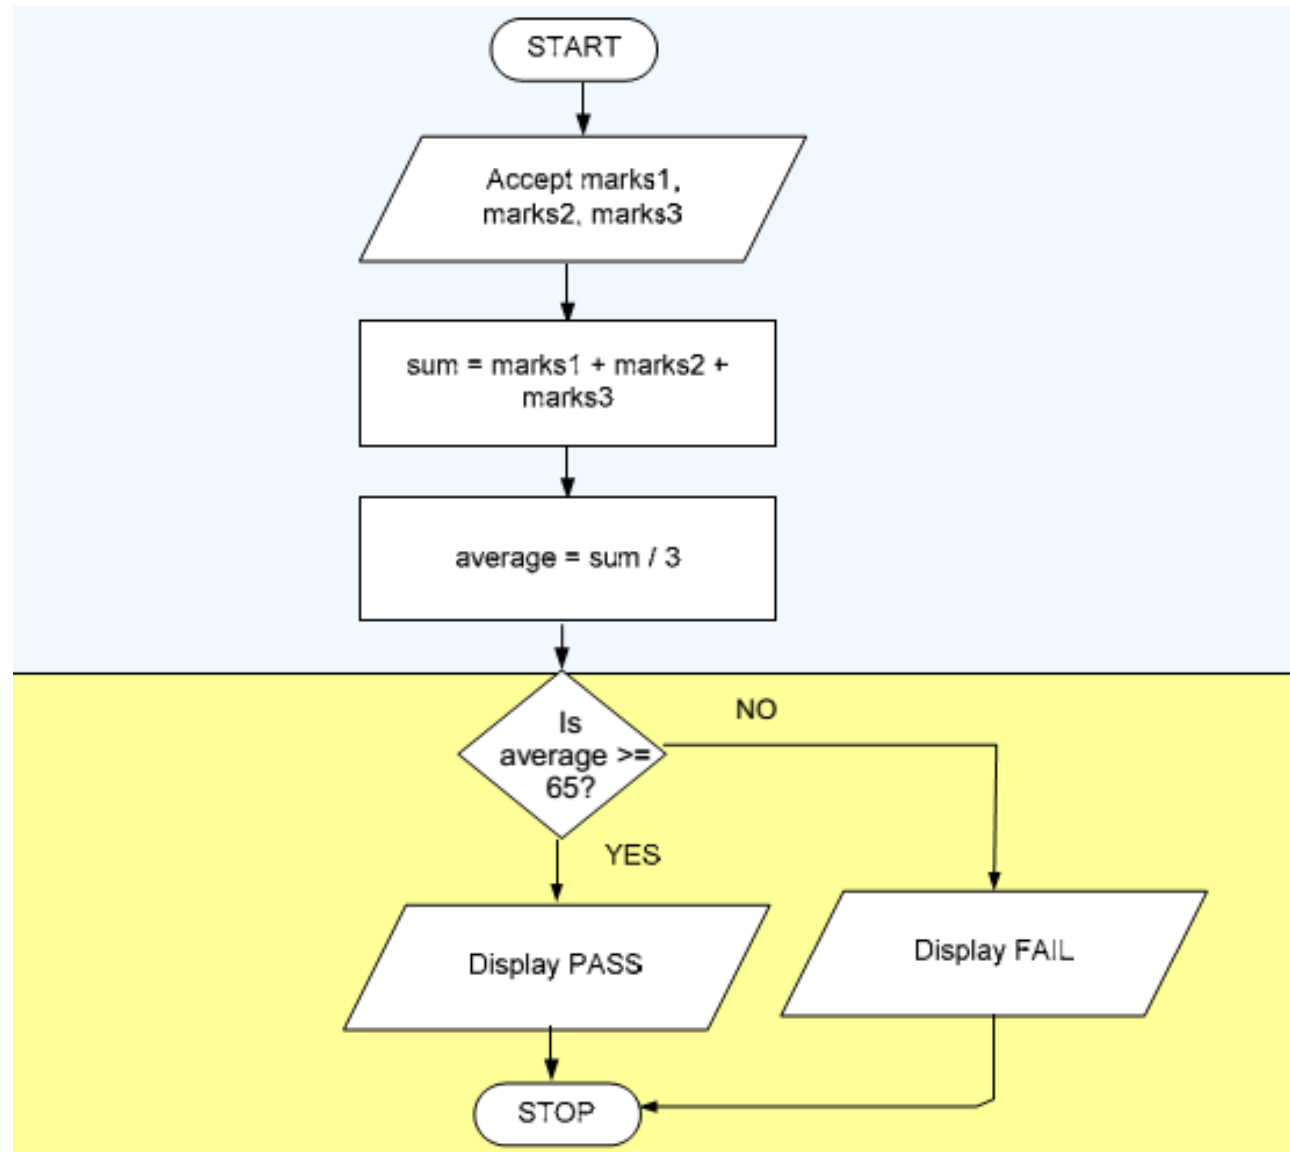 START
Accept marks1,
marks2, marks3
sum = marks1 + marks2 +
marks3
average = sum / 3
Is
average >=
65?
NO
YES
Display PASS
Display FAIL
STOP